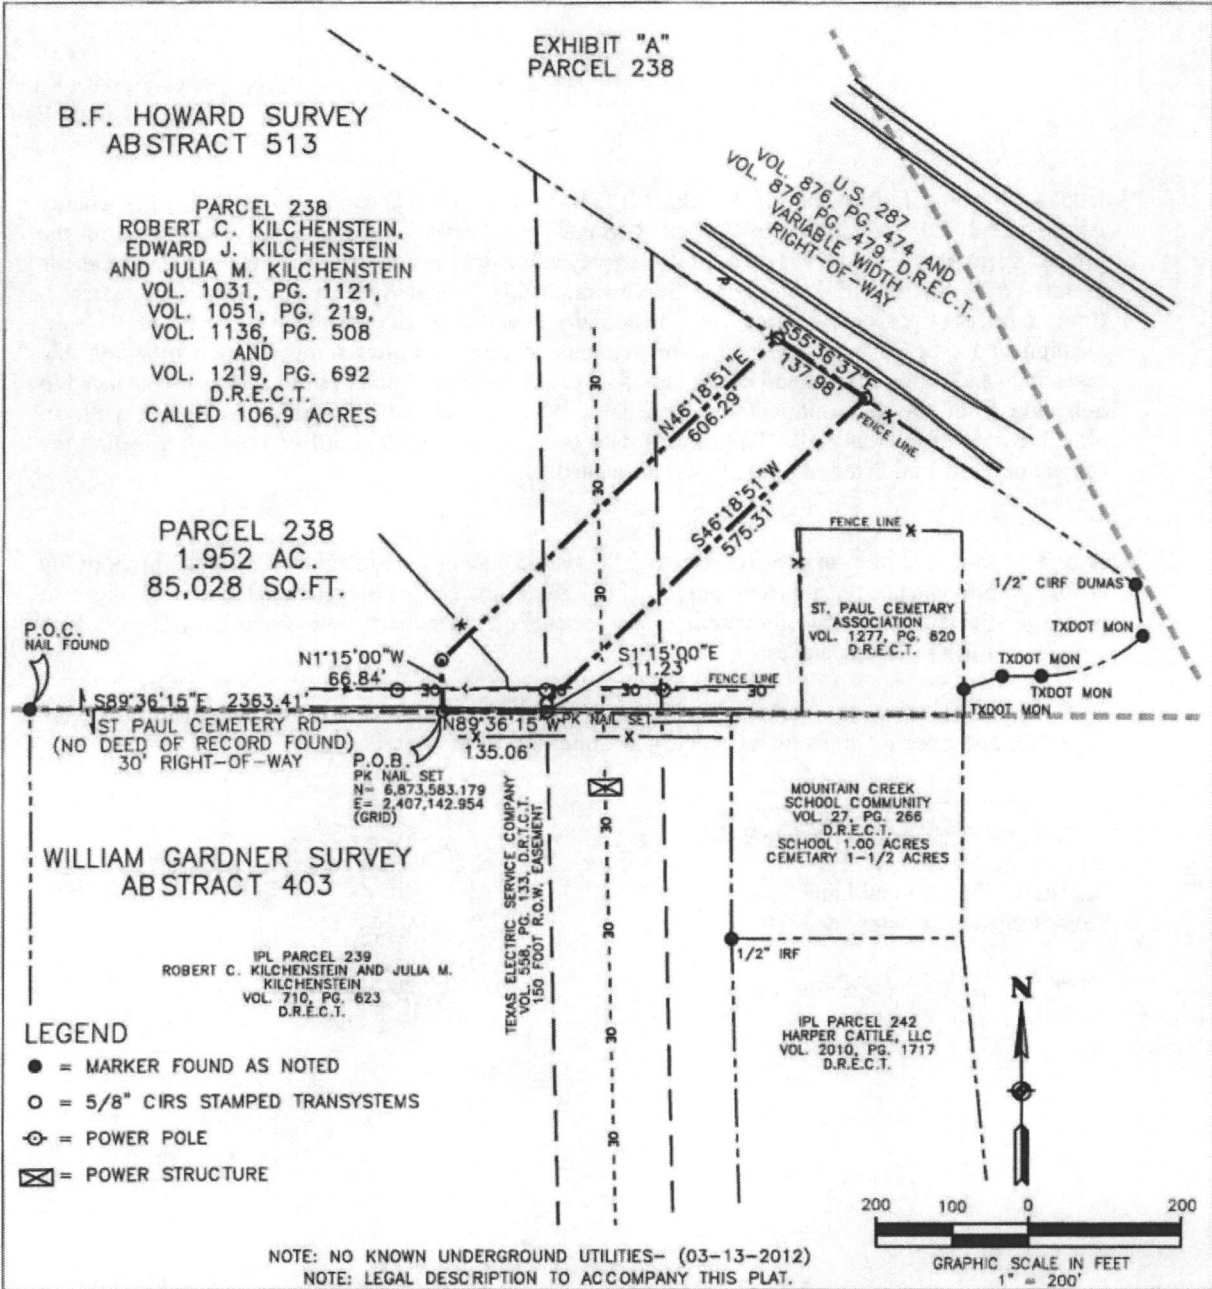 EXHIBIT "A"
PARCEL 238
B.F. HOWARD SURVEY
ABSTRACT 513
PARCEL 238
ROBERT C. KILCHENSTEIN,
EDWARD J. KILCHENSTEIN
AND JULIA M. KILCHENSTEIN
VOL. 1031, PG. 1121,
VOL. 1051, PG. 219,
VOL. 1136, PG. 508
AND
VOL. 1219, PG. 692
D.R.E.C.T.
CALLED 106.9 ACRES
U.S. 287
VOL. 876, PG. 474 AND
VOL. 876, PG. 479, D.R.E.C.T.
VARIABLE WIDTH
RIGHT-OF-WAY
S55°36'37"E
137.98'
N46°18'51"E
606.29'
S46°18'51"W
575.31'
FENCE LINE
30
30
PARCEL 238
1.952 AC.
85,028 SQ.FT.
FENCE LINE
ST. PAUL CEMETARY
ASSOCIATION
VOL. 1277, PG. 820
D.R.E.C.T.
1/2" CIRF DUMAS
TXDOT MON
TXDOT MON
TXDOT MON
TXDOT MON
P.O.C.
NAIL FOUND
N1°15'00"W
66.84'
S1°15'00"E
11.23'
30
30
30
FENCE LINE
S89°36'15"E 2363.41'
ST PAUL CEMETARY RD
(NO DEED OF RECORD FOUND)
30' RIGHT-OF-WAY
N89°36'15"W
135.06'
PK NAIL SET
P.O.B.
PK NAIL SET
N= 6,873,583.179
E= 2,407,142.954
(GRID)
TEXAS ELECTRIC SERVICE COMPANY
VOL. 558, PG. 133, D.R.T.C.T.
150 FOOT R.O.W. EASEMENT
30
30
30
30
MOUNTAIN CREEK
SCHOOL COMMUNITY
VOL. 27, PG. 266
D.R.E.C.T.
SCHOOL 1.00 ACRES
CEMETARY 1-1/2 ACRES
WILLIAM GARDNER SURVEY
ABSTRACT 403
1/2" IRF
IPL PARCEL 239
ROBERT C. KILCHENSTEIN AND JULIA M.
KILCHENSTEIN
VOL. 710, PG. 623
D.R.E.C.T.
IPL PARCEL 242
HARPER CATTLE, LLC
VOL. 2010, PG. 1717
D.R.E.C.T.
N
LEGEND
= MARKER FOUND AS NOTED
= 5/8" CIRS STAMPED TRANSYSTEMS
= POWER POLE
= POWER STRUCTURE
200 100 0 200
GRAPHIC SCALE IN FEET
1" = 200'
NOTE: NO KNOWN UNDERGROUND UTILITIES- (03-13-2012)
NOTE: LEGAL DESCRIPTION TO ACCOMPANY THIS PLAT.